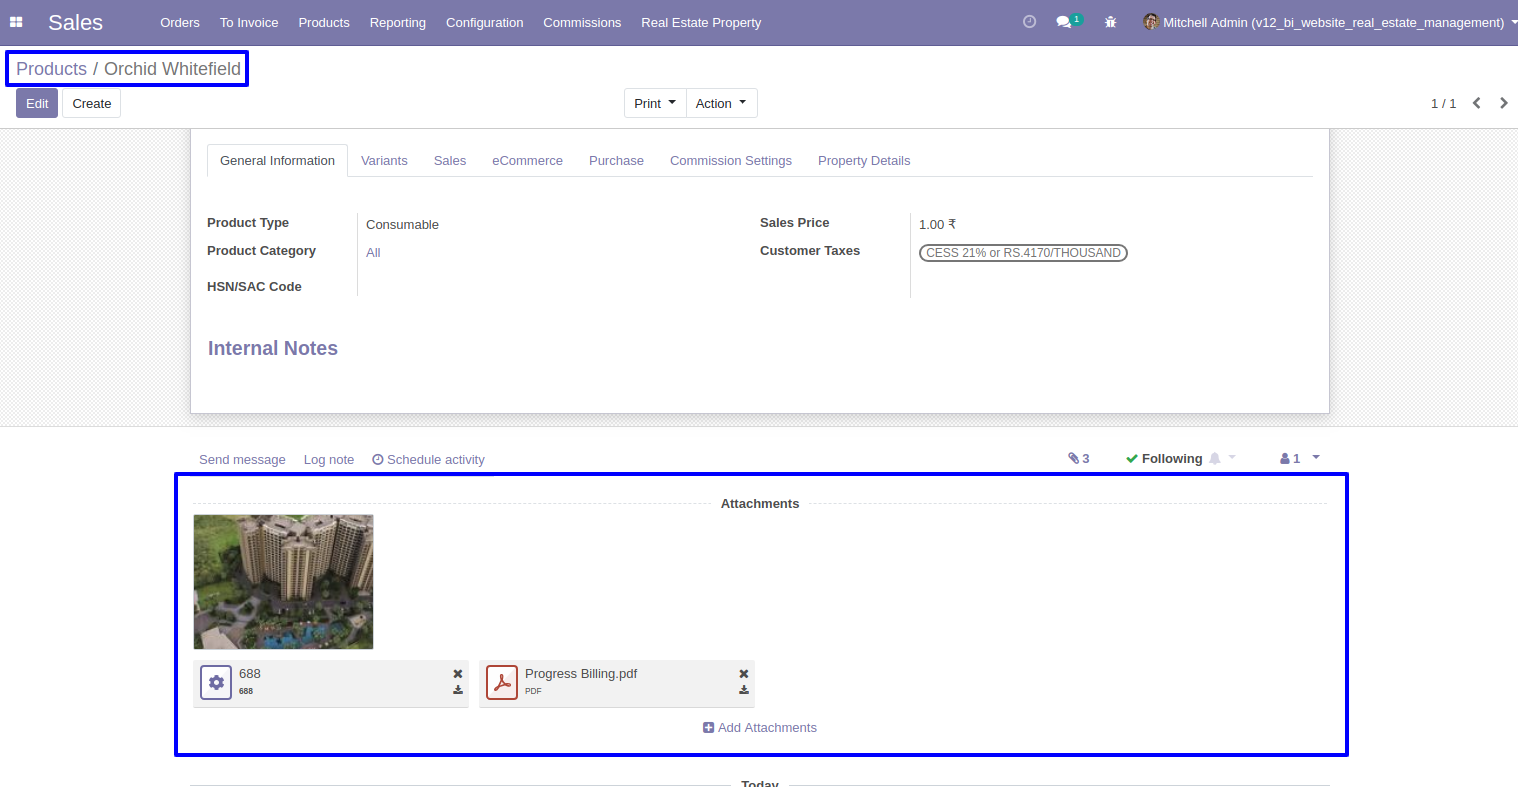 Sales Orders To Invoice Products Reporting Configuration Commissions Real Estate Property 1 Mitchell Admin (v12_bi_website_real_estate_management)
Products / Orchid Whitefield
Edit Create Print Action 1 / 1
General Information Variants Sales eCommerce Purchase Commission Settings Property Details
Product Type Consumable Sales Price 1.00 ₹
Product Category All Customer Taxes CESS 21% or RS.4170/THOUSAND
HSN/SAC Code
Internal Notes
Send message Log note Schedule activity 3 Following 1
Attachments
688 Progress Billing.pdf
688 PDF
Add Attachments
Today